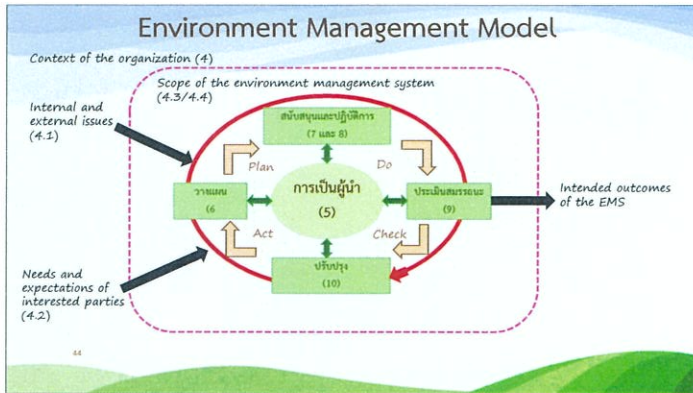 Environment Management Model
Context of the organization (4)
Scope of the environment management system
(4.3/4.4)
Internal and
external issues
(4.1)
สนับสนุนและปฏิบัติการ
(7 และ 8)
Plan
Do
วางแผน
(6
การเป็นผู้นำ
(5)
ประเมินสมรรถนะ
(9)
Intended outcomes
of the EMS
Act
Check
ปรับปรุง
(10)
Needs and
expectations of
interested parties
(4.2)
44